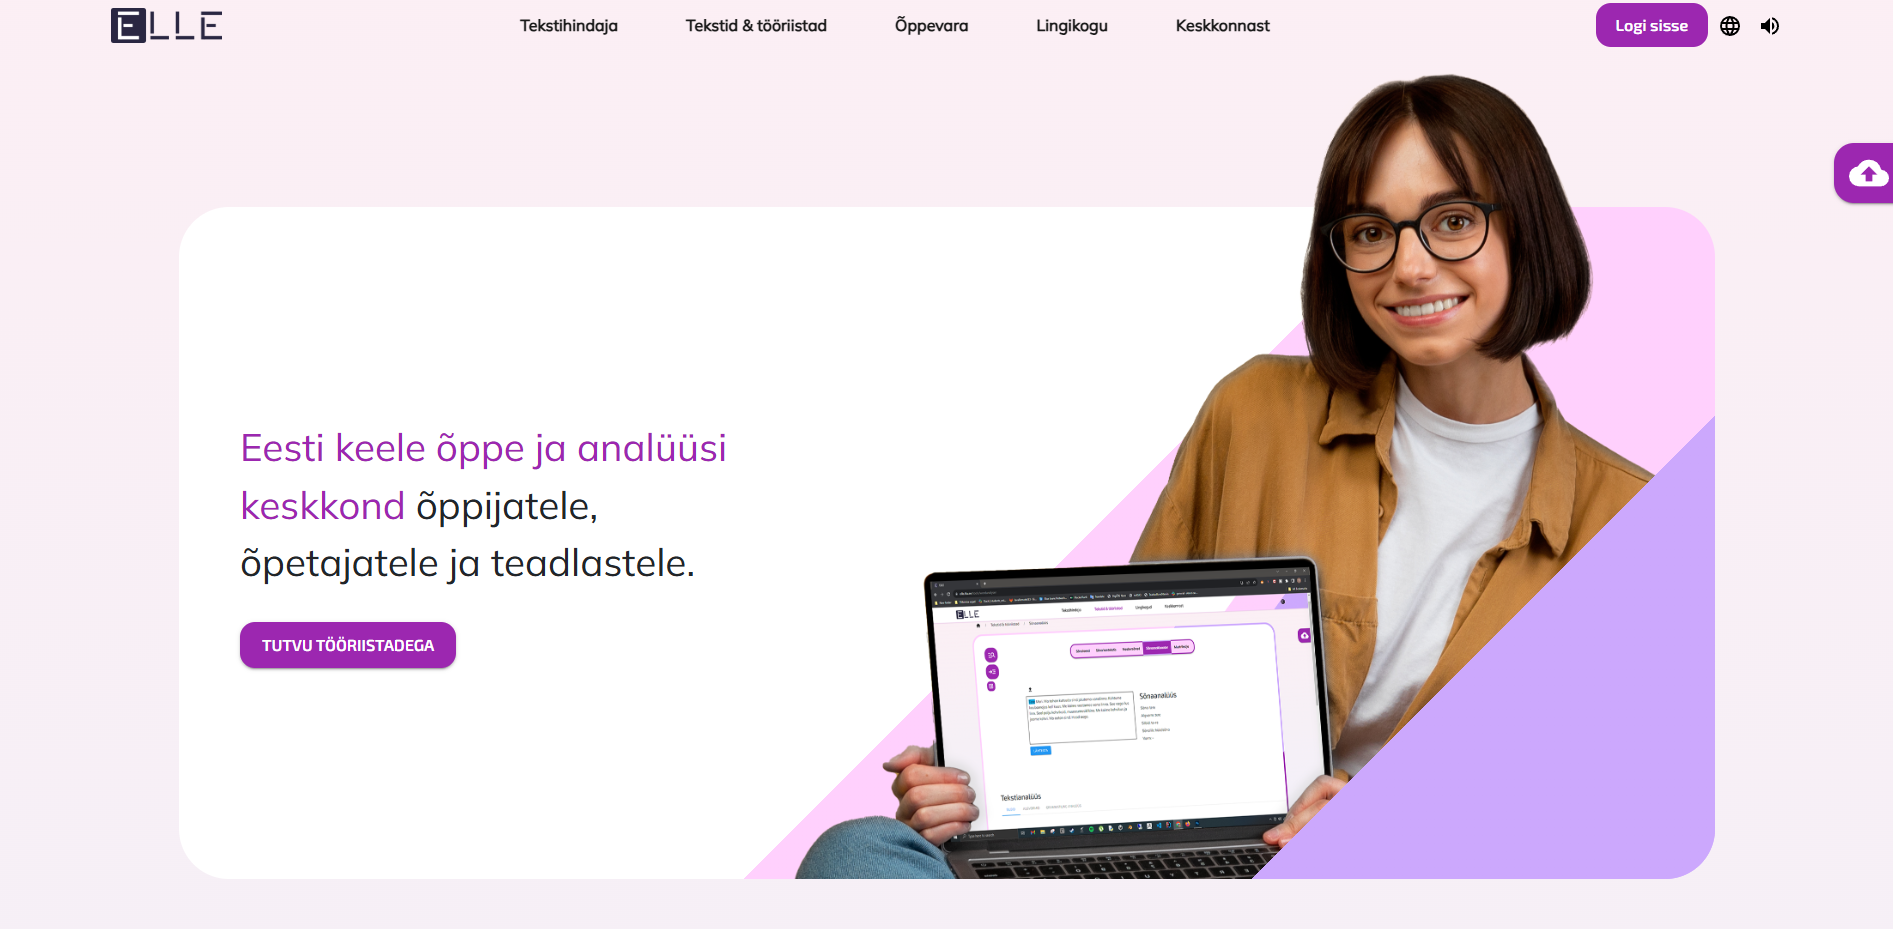 ELLE
Tekstihindaja
Tekstid & tööriistad
Õppevara
Lingikogu
Keskkonnast
Logi sisse
Eesti keele õppe ja analüüsi
keskkond õppijatele,
õpetajatele ja teadlastele.
TUTVU TÖÖRIISTADEGA
ELLE
Sõnaanalüüs
Tekstianalüüs